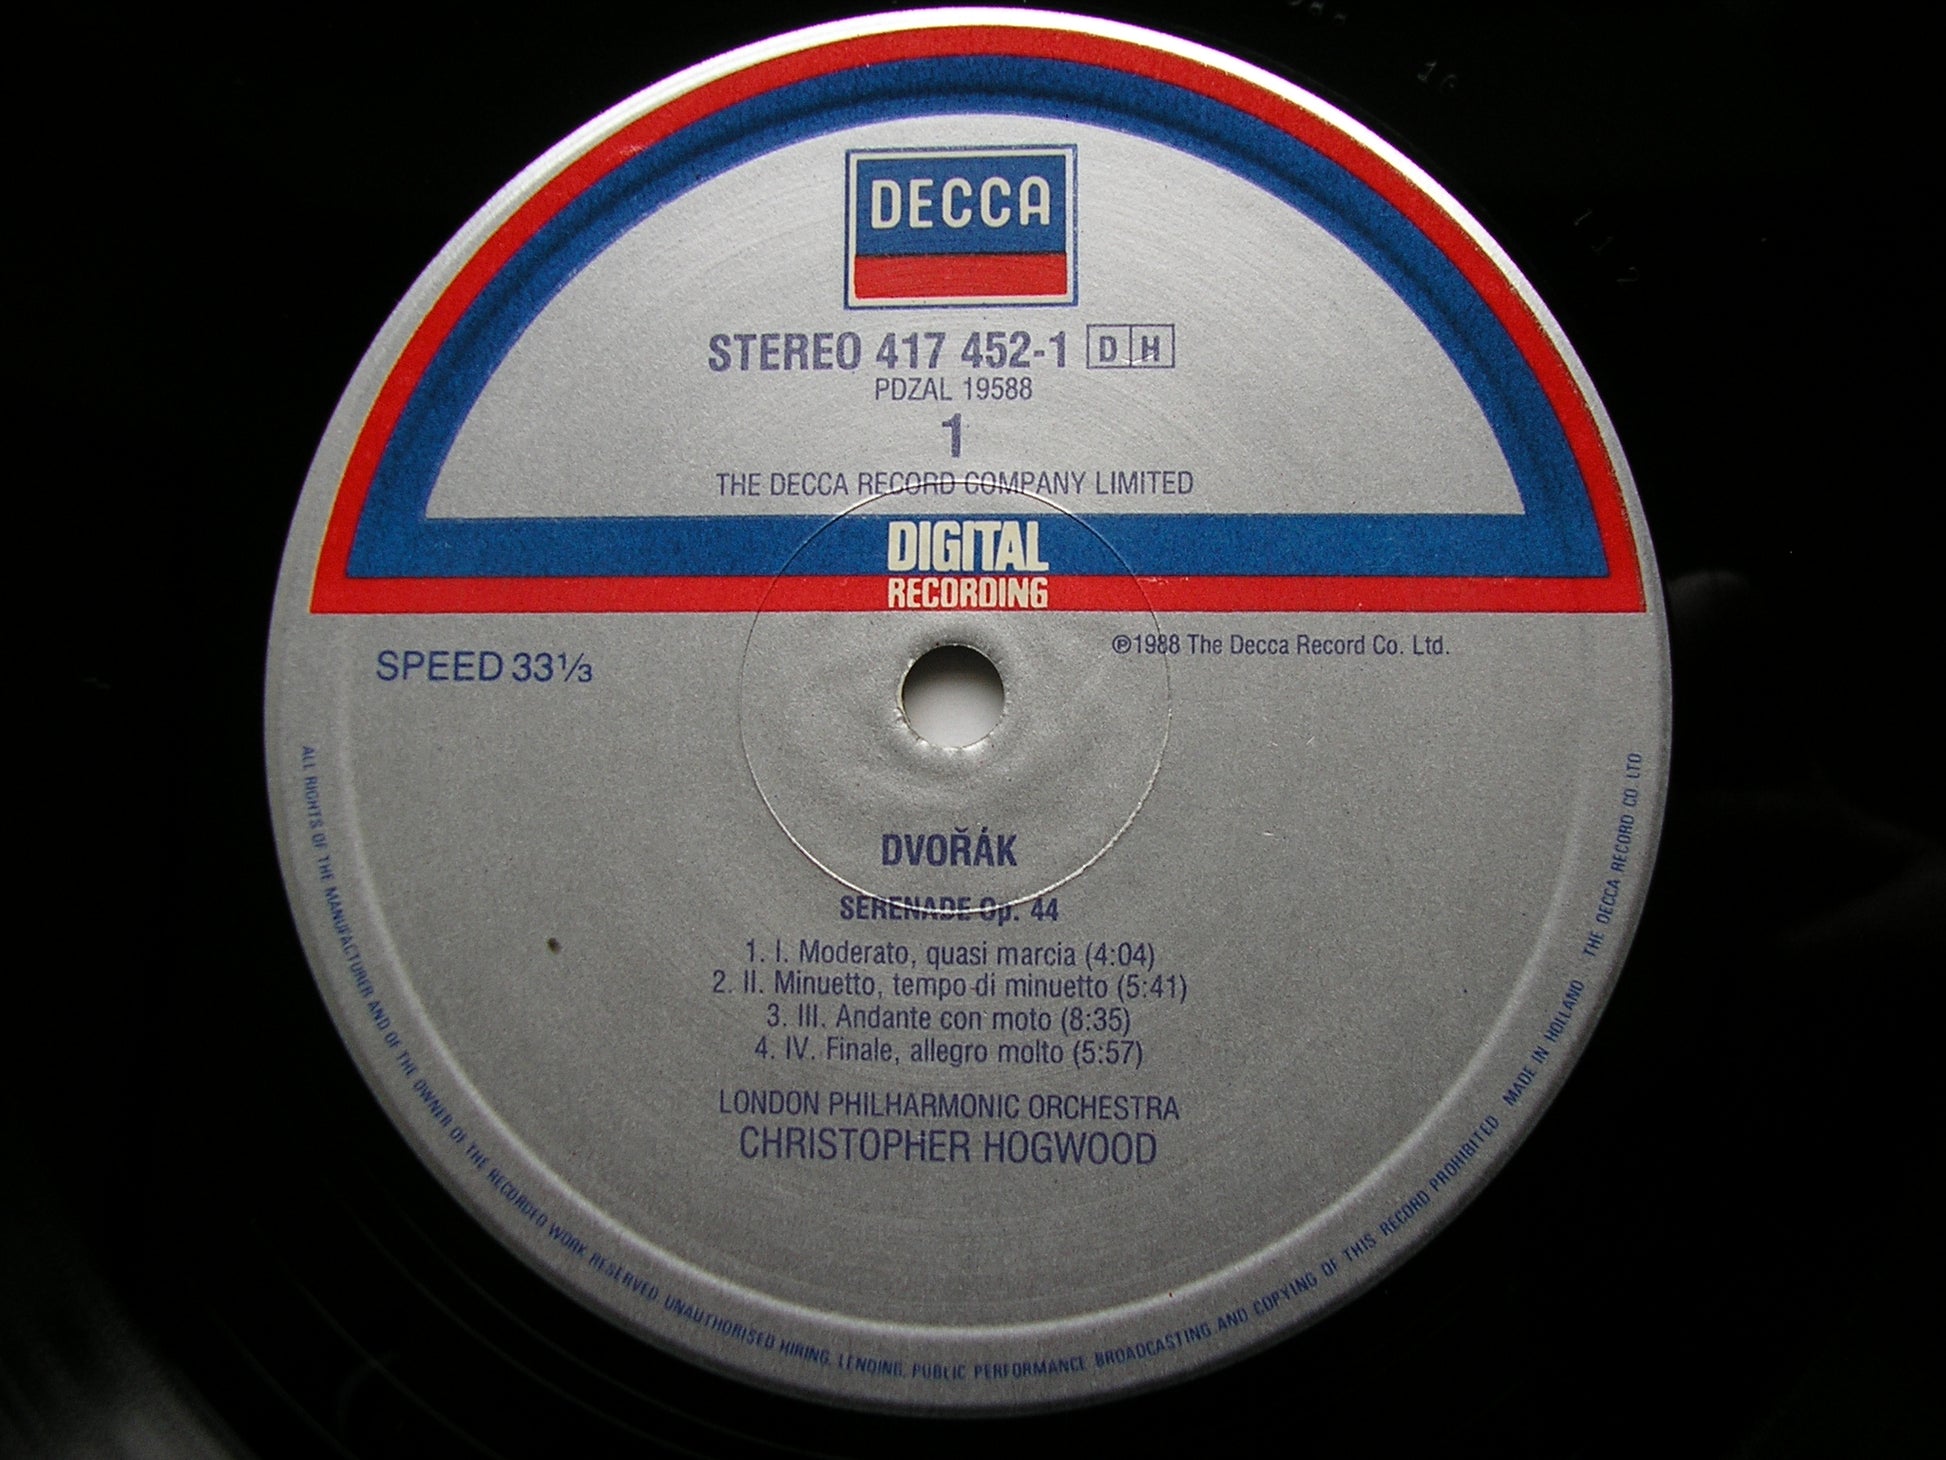 DECCA
STEREO 417 452-1 D H
PDZAL 19588
1
THE DECCA RECORD COMPANY LIMITED
DIGITAL
RECORDING
SPEED 33⅓
℗1988 The Decca Record Co. Ltd.
DVOŘÁK
SERENADE Op. 44
1. I. Moderato, quasi marcia (4:04)
2. II. Minuetto, tempo di minuetto (5:41)
3. III. Andante con moto (8:35)
4. IV. Finale, allegro molto (5:57)
LONDON PHILHARMONIC ORCHESTRA
CHRISTOPHER HOGWOOD
ALL RIGHTS OF THE MANUFACTURER AND OF THE OWNER OF THE RECORDED WORK RESERVED. UNAUTHORISED HIRING, LENDING, PUBLIC PERFORMANCE BROADCASTING AND COPYING OF THIS RECORD PROHIBITED MADE IN HOLLAND . THE DECCA RECORD CO. LTD